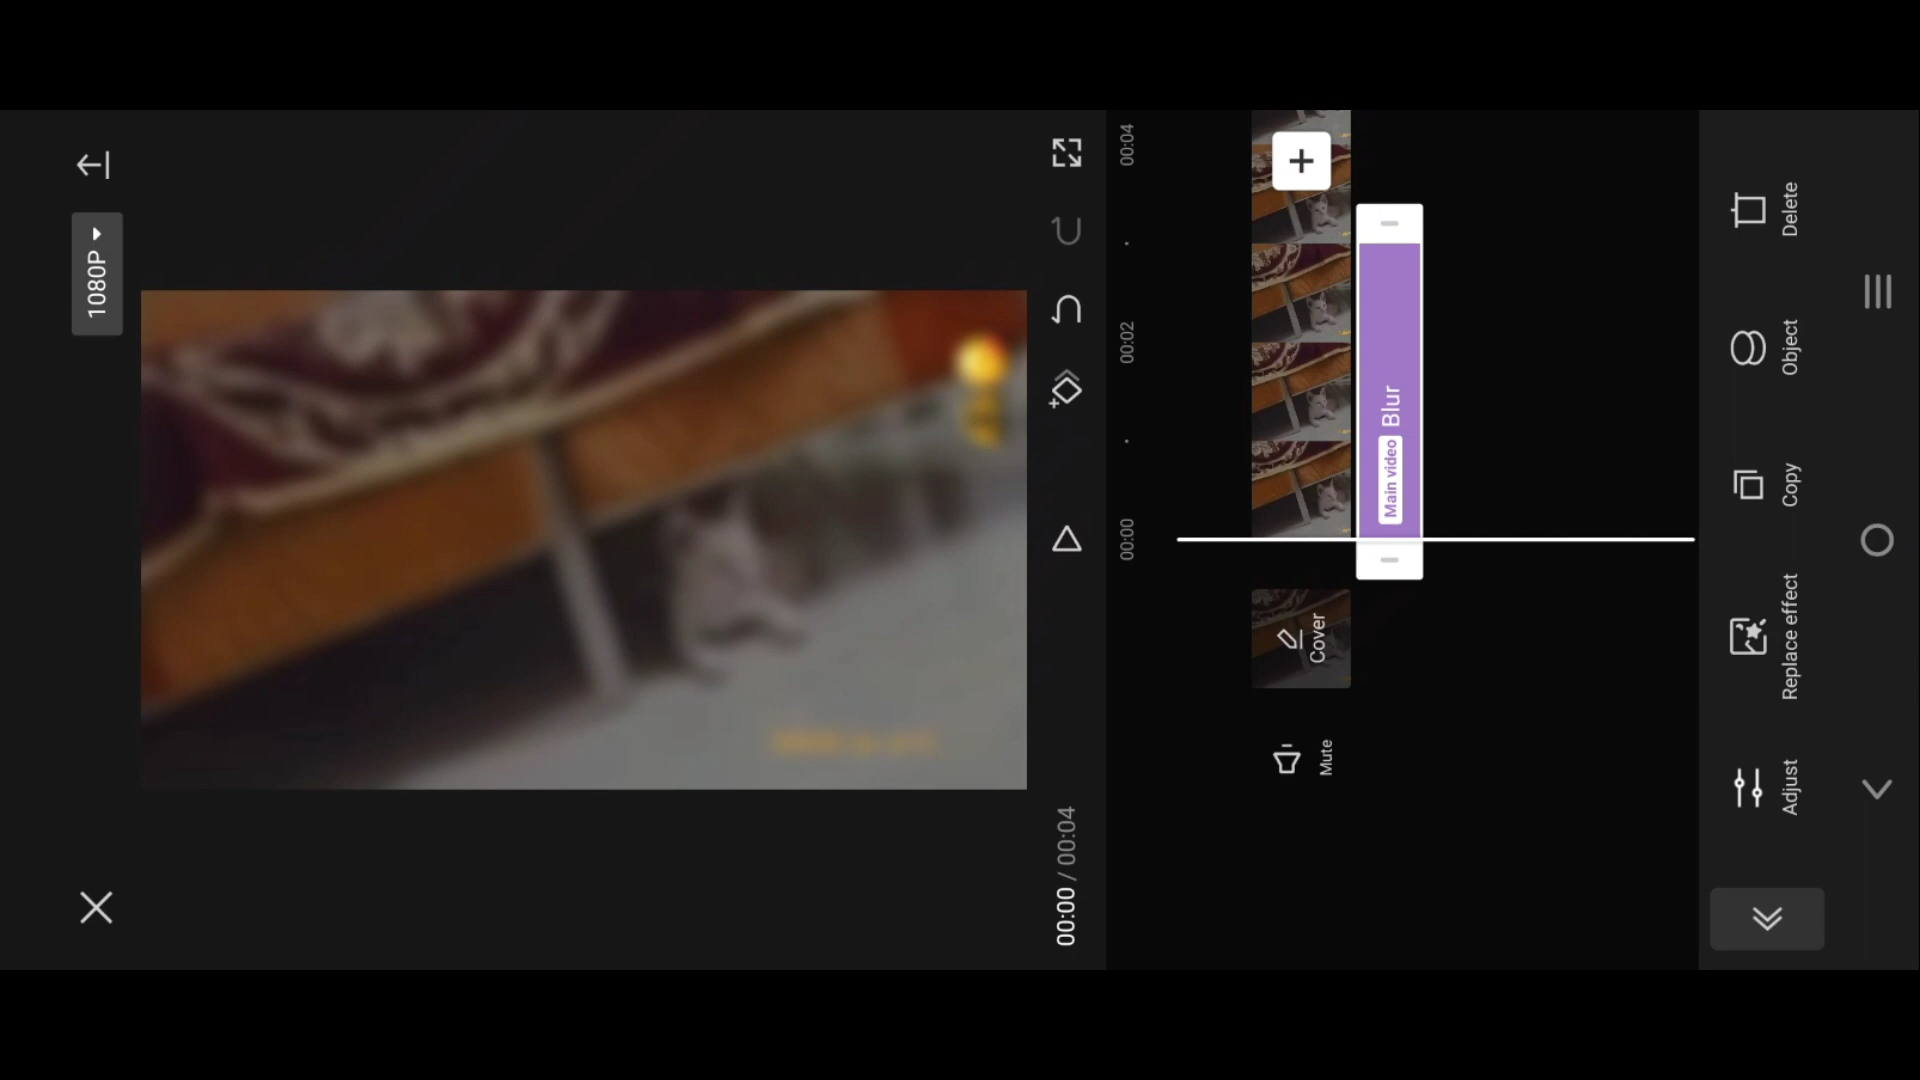 1080P
00:00 / 00:04
00:00
00:02
00:04
Mute
Cover
Main video Blur
Adjust
Replace effect
Copy
Object
Delete